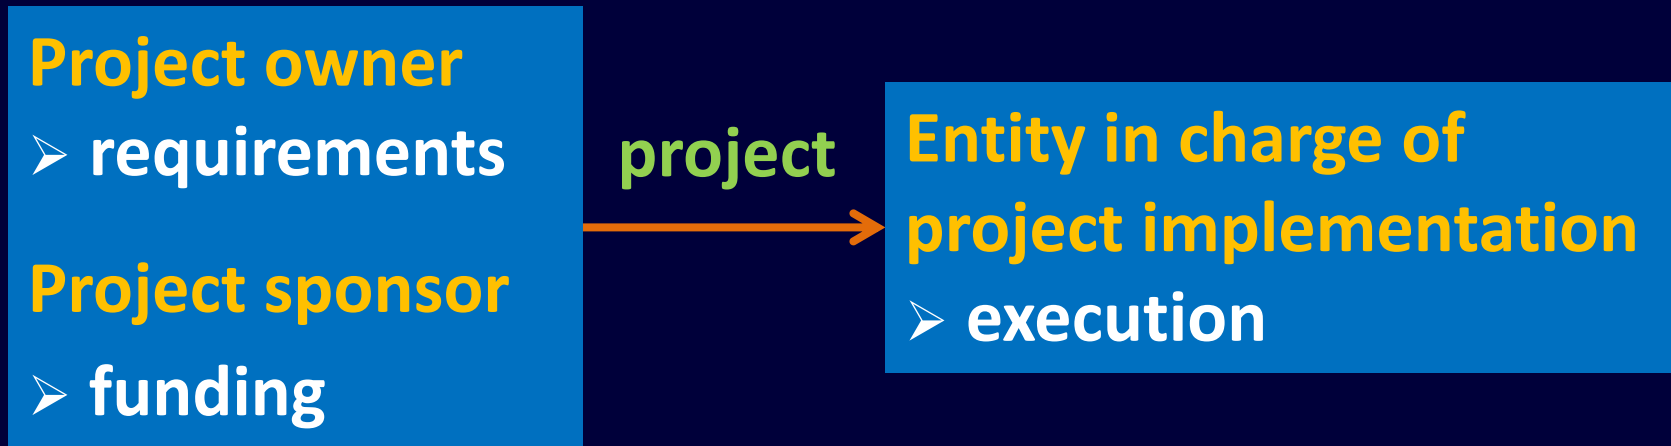 Project owner
➢ requirements
Project sponsor
➢ funding
project
Entity in charge of
project implementation
➢ execution